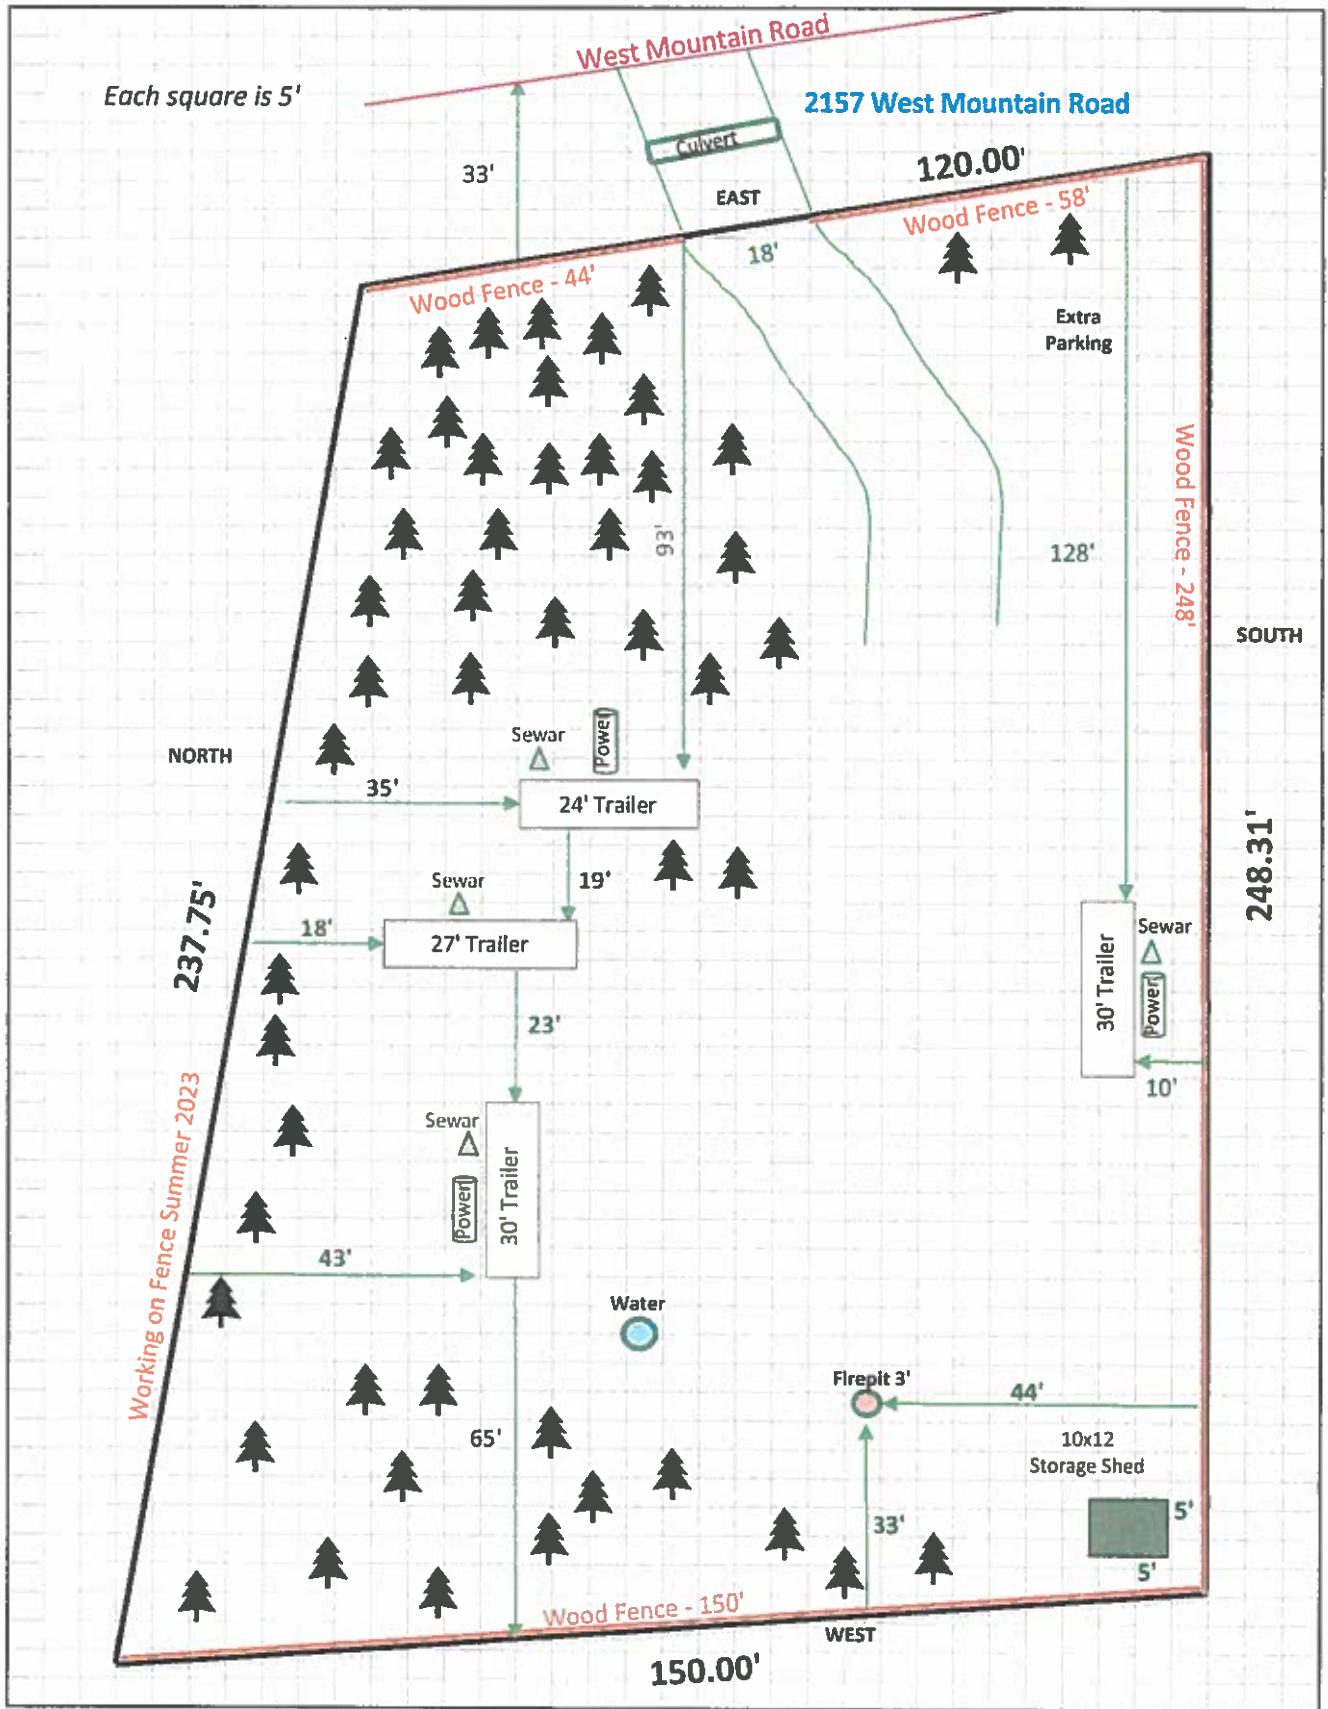 West Mountain Road
Each square is 5'
2157 West Mountain Road
Culvert
33'
120.00'
EAST
Wood Fence - 58'
18'
Wood Fence - 44'
Extra
Parking
Wood Fence - 248'
93'
128'
SOUTH
NORTH
Sewar
Power
35'
24' Trailer
248.31'
19'
Sewar
237.75'
18'
27' Trailer
Sewar
30' Trailer
Power
23'
10'
Working on Fence Summer 2023
Sewar
Power
30' Trailer
43'
Water
Firepit 3'
44'
65'
10x12
Storage Shed
33'
5'
5'
Wood Fence - 150'
WEST
150.00'